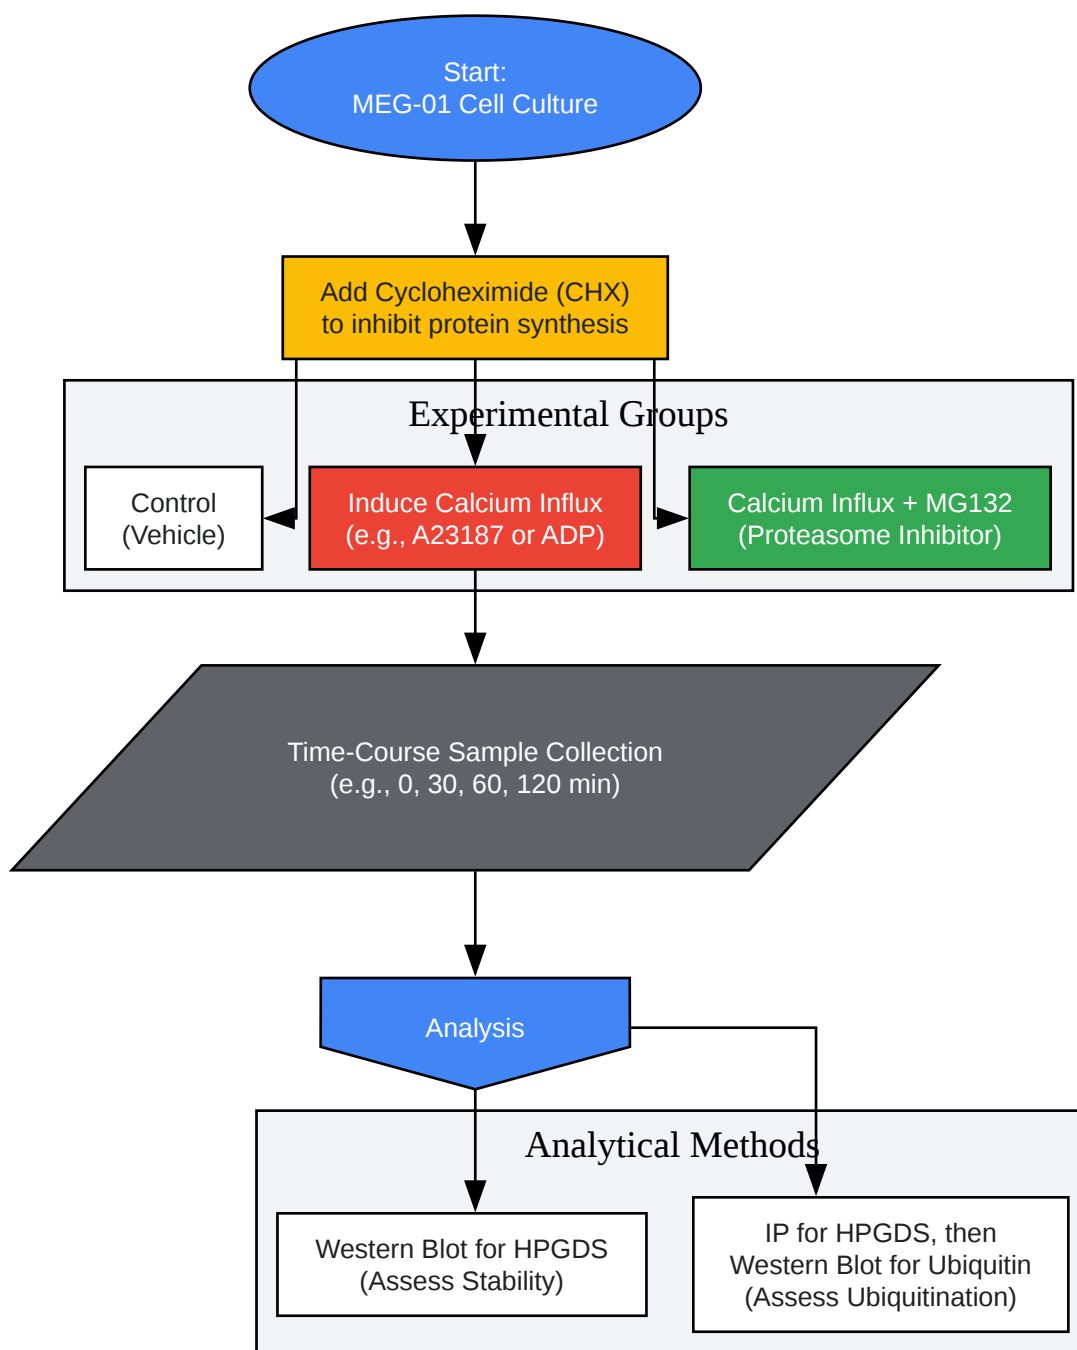 Start:
MEG-01 Cell Culture
Add Cycloheximide (CHX)
to inhibit protein synthesis
Experimental Groups
Control
(Vehicle)
Induce Calcium Influx
(e.g., A23187 or ADP)
Calcium Influx + MG132
(Proteasome Inhibitor)
Time-Course Sample Collection
(e.g., 0, 30, 60, 120 min)
Analysis
Analytical Methods
Western Blot for HPGDS
(Assess Stability)
IP for HPGDS, then
Western Blot for Ubiquitin
(Assess Ubiquitination)